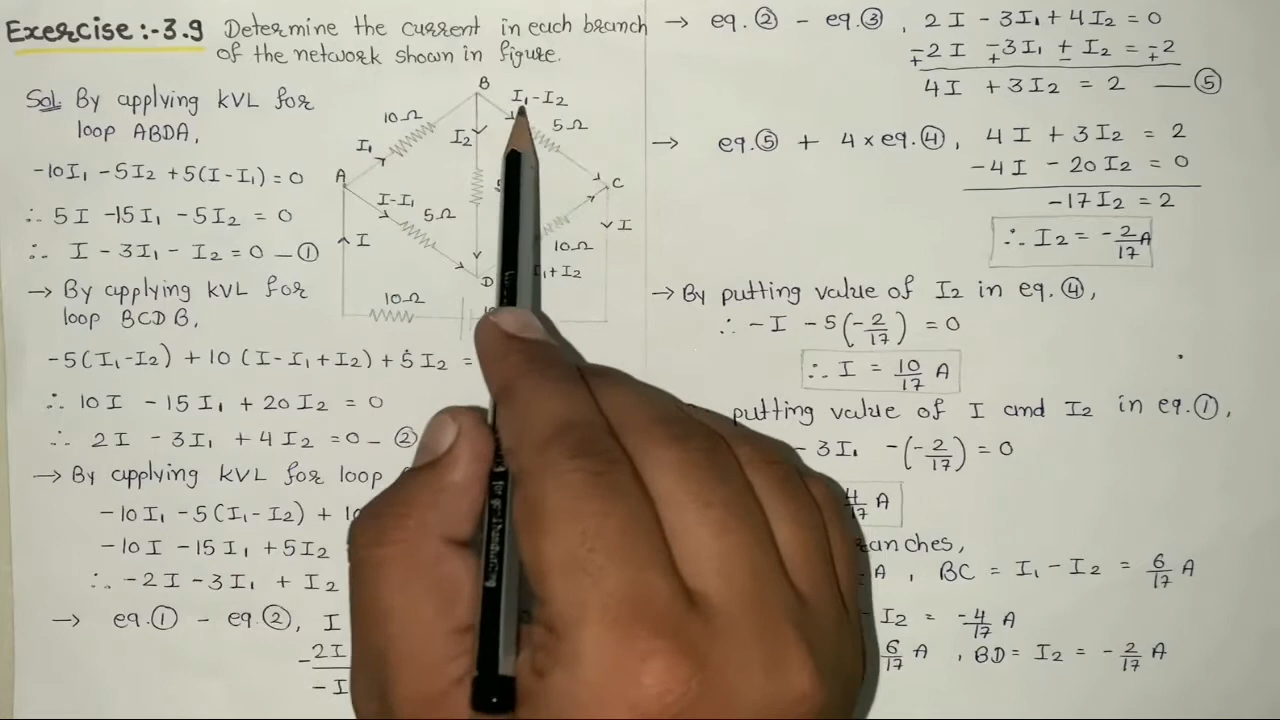 Exercise:-3.9 Determine the current in each branch
of the network shown in figure.
Sol. By applying KVL for
loop ABDA,
-10I₁ -5I₂ +5(I-I₁)=0
∴ 5I -15I₁ -5I₂ =0
∴ I - 3I₁ - I₂ =0 —①
→ By applying KVL for
loop BCDB,
-5(I₁-I₂) + 10(I-I₁+I₂)+5I₂ =
∴ 10I -15I₁ +20I₂ =0
∴ 2I -3I₁ +4I₂ =0 –②
→ By applying KVL for loop
-10I₁ -5(I₁-I₂) +
-10I -15I₁ +5I₂
∴ -2I -3I₁ + I₂
→ eq.① - eq.②, I
-2I
-I
B
I₁-I₂
10Ω
5Ω
I₁
I₂
A
C
I-I₁
5Ω
I
I
10Ω
D
I₁+I₂
10Ω
→ eq.② - eq.③, 2I -3I₁ +4I₂ =0
-2I -3I₁ + I₂ = -2
+ + - +
4I +3I₂ = 2 —⑤
→ eq.⑤ + 4×eq.④, 4I +3I₂ = 2
-4I -20I₂ =0
-17I₂ =2
∴ I₂ = -2/17 A
→ By putting value of I₂ in eq.④,
∴ -I -5(-2/17) =0
∴ I = 10/17 A
putting value of I and I₂ in eq.①,
- 3I₁ -(-2/17) =0
4/17 A
ranches,
A , BC = I₁-I₂ = 6/17 A
-I₂ = -4/17 A
6/17 A , BD= I₂ = -2/17 A